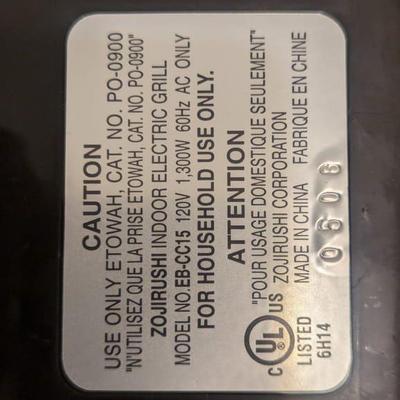 CAUTION
USE ONLY ETOWAH, CAT. NO. PO-0900
"N'UTILISEZ QUE LA PRISE ETOWAH, CAT. NO. PO-0900"
ZOJIRUSHI INDOOR ELECTRIC GRILL
MODEL NO. EB-CC15 120V 1,300W 60Hz AC ONLY
FOR HOUSEHOLD USE ONLY.
ATTENTION
"POUR USAGE DOMESTIQUE SEULEMENT"
C UL US ZOJIRUSHI CORPORATION
LISTED MADE IN CHINA FABRIQUE EN CHINE
6H14
0606